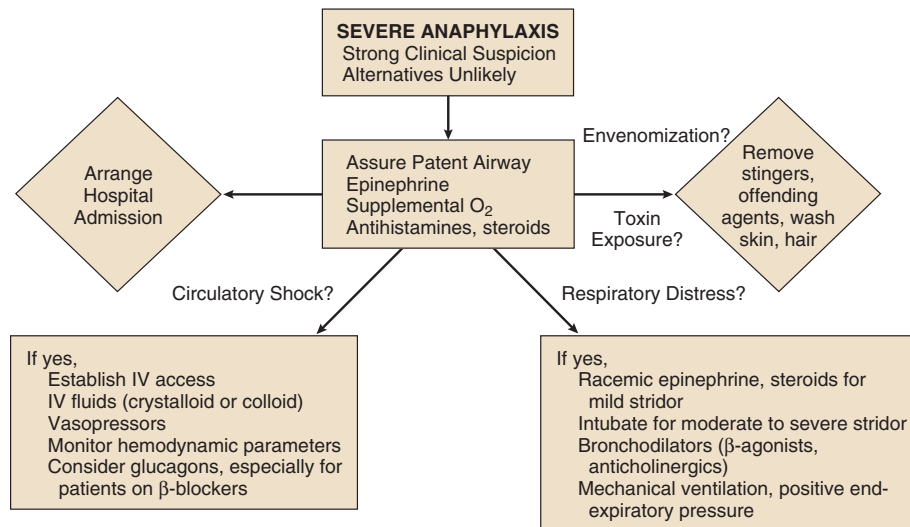 SEVERE ANAPHYLAXIS
Strong Clinical Suspicion
Alternatives Unlikely
Assure Patent Airway
Epinephrine
Supplemental O₂
Antihistamines, steroids
Arrange
Hospital
Admission
Envenomization?
Toxin
Exposure?
Remove
stingers,
offending
agents, wash
skin, hair
Circulatory Shock?
Respiratory Distress?
If yes,
Establish IV access
IV fluids (crystalloid or colloid)
Vasopressors
Monitor hemodynamic parameters
Consider glucagons, especially for
patients on β-blockers
If yes,
Racemic epinephrine, steroids for
mild stridor
Intubate for moderate to severe stridor
Bronchodilators (β-agonists,
anticholinergics)
Mechanical ventilation, positive end-
expiratory pressure